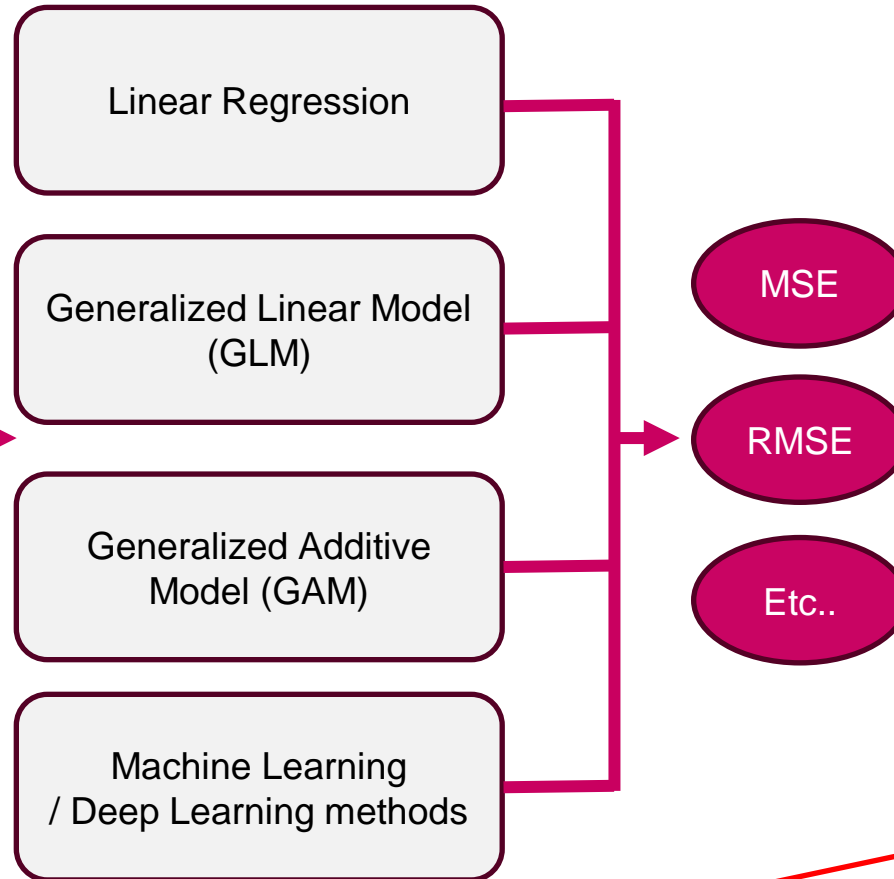 Linear Regression
Generalized Linear Model
(GLM)
Generalized Additive
Model (GAM)
Machine Learning
/ Deep Learning methods
MSE
RMSE
Etc..